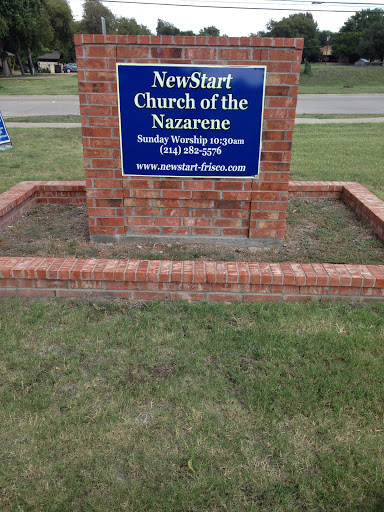 NewStart
Church of the
Nazarene
Sunday Worship 10:30am
(214) 282-5576
www.newstart-frisco.com